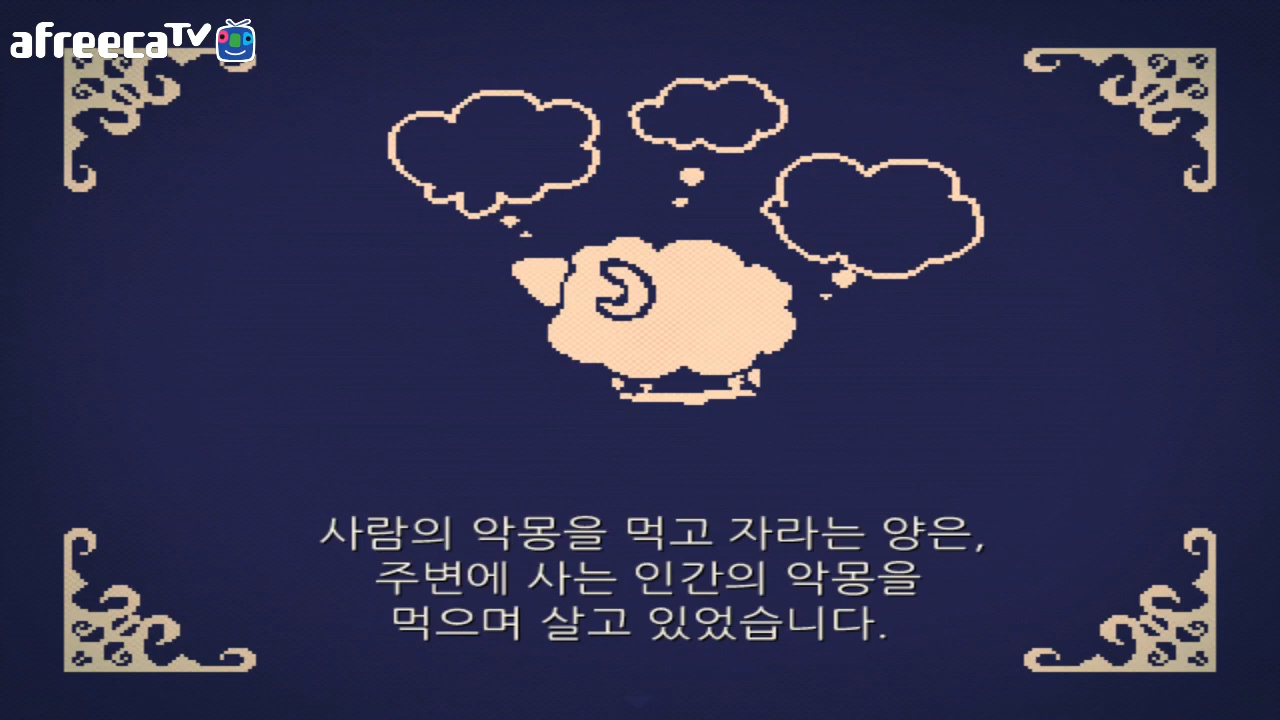 afreecaTV
사람의 악몽을 먹고 자라는 양은,
주변에 사는 인간의 악몽을
먹으며 살고 있었습니다.